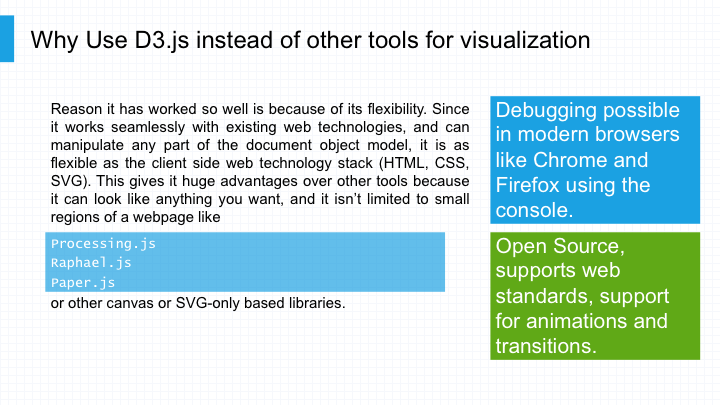 Why Use D3.js instead of other tools for visualization
Reason it has worked so well is because of its flexibility. Since
it works seamlessly with existing web technologies, and can
manipulate any part of the document object model, it is as
flexible as the client side web technology stack (HTML, CSS,
SVG). This gives it huge advantages over other tools because
it can look like anything you want, and it isn’t limited to small
regions of a webpage like
Processing.js
Raphael.js
Paper.js
or other canvas or SVG-only based libraries.
Debugging possible
in modern browsers
like Chrome and
Firefox using the
console.
Open Source,
supports web
standards, support
for animations and
transitions.